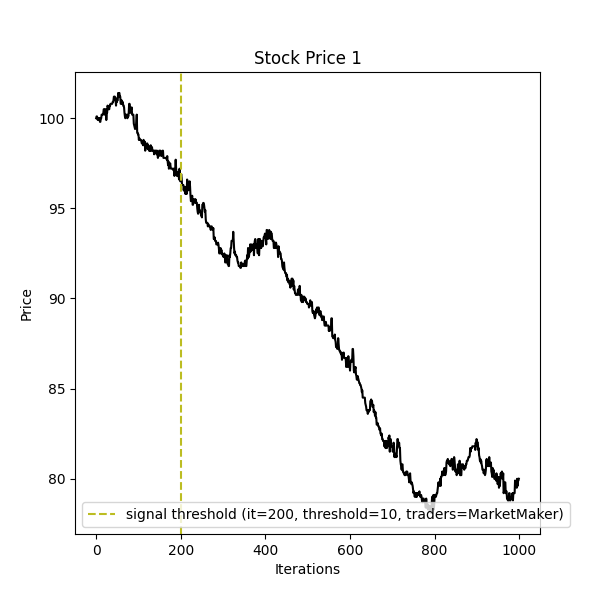 Stock Price 1
100
95
90
85
80
Price
signal threshold (it=200, threshold=10, traders=MarketMaker)
0 200 400 600 800 1000
Iterations